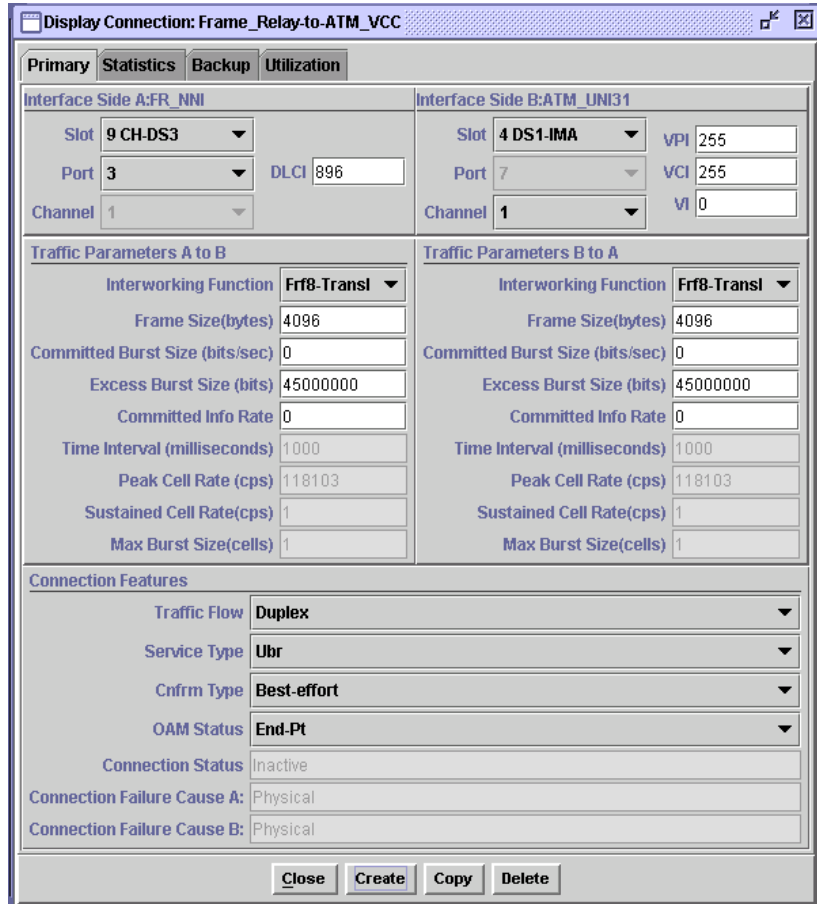 Display Connection: Frame_Relay-to-ATM_VCC
Primary Statistics Backup Utilization
Interface Side A:FR_NNI
Slot 9 CH-DS3
Port 3
DLCI 896
Channel 1
Interface Side B:ATM_UNI31
Slot 4 DS1-IMA
VPI 255
Port 7
VCI 255
Channel 1
VI 0
Traffic Parameters A to B
Interworking Function Frf8-Transl
Frame Size(bytes) 4096
Committed Burst Size (bits/sec) 0
Excess Burst Size (bits) 45000000
Committed Info Rate 0
Time Interval (milliseconds) 1000
Peak Cell Rate (cps) 118103
Sustained Cell Rate(cps) 1
Max Burst Size(cells) 1
Traffic Parameters B to A
Interworking Function Frf8-Transl
Frame Size(bytes) 4096
Committed Burst Size (bits/sec) 0
Excess Burst Size (bits) 45000000
Committed Info Rate 0
Time Interval (milliseconds) 1000
Peak Cell Rate (cps) 118103
Sustained Cell Rate(cps) 1
Max Burst Size(cells) 1
Connection Features
Traffic Flow Duplex
Service Type Ubr
Cnfrm Type Best-effort
OAM Status End-Pt
Connection Status Inactive
Connection Failure Cause A: Physical
Connection Failure Cause B: Physical
Close Create Copy Delete